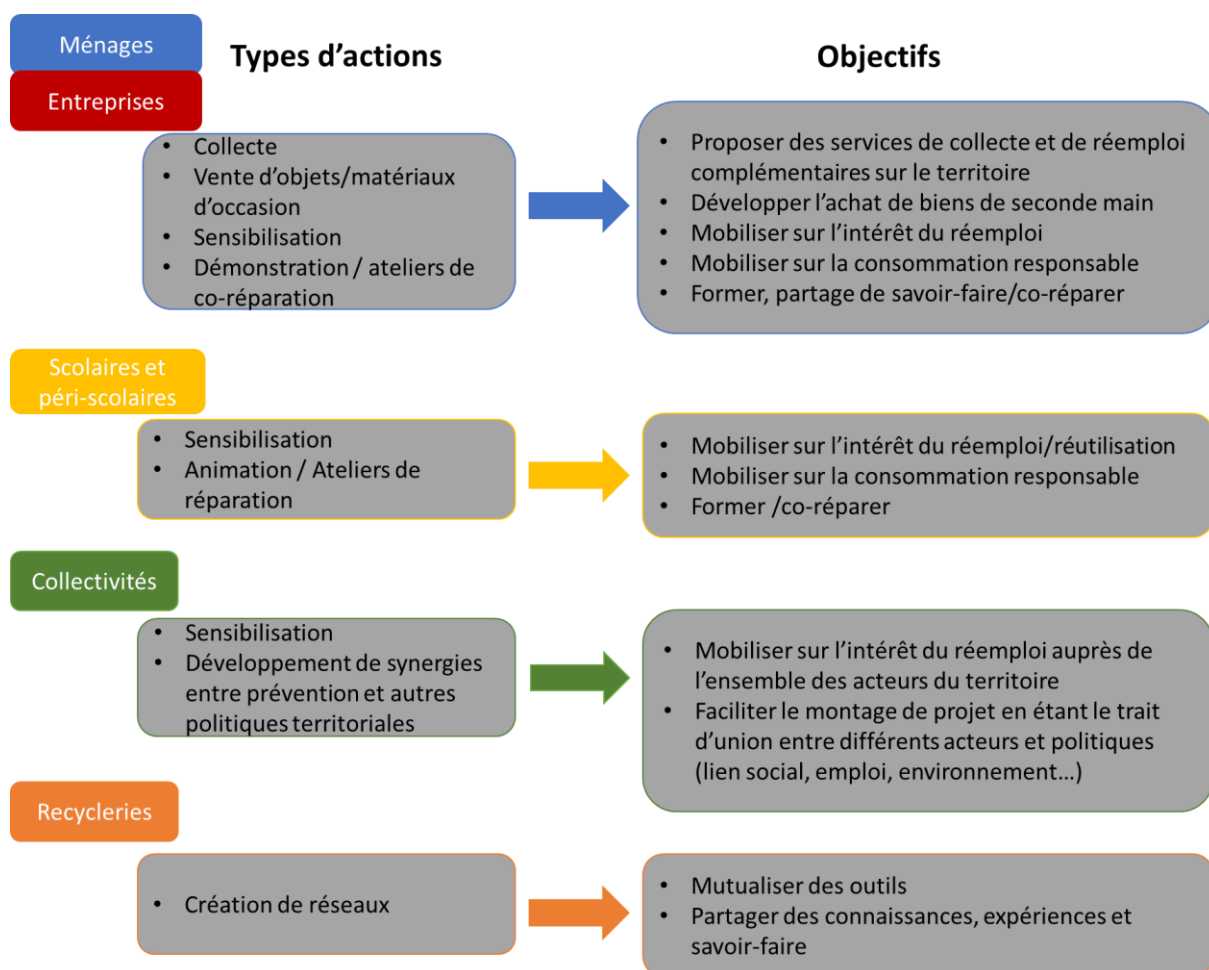 Ménages
Entreprises
Types d’actions
Objectifs
• Collecte
• Vente d’objets/matériaux
d’occasion
• Sensibilisation
• Démonstration / ateliers de
co-réparation
• Proposer des services de collecte et de réemploi
complémentaires sur le territoire
• Développer l’achat de biens de seconde main
• Mobiliser sur l’intérêt du réemploi
• Mobiliser sur la consommation responsable
• Former, partage de savoir-faire/co-réparer
Scolaires et
péri-scolaires
• Sensibilisation
• Animation / Ateliers de
réparation
• Mobiliser sur l’intérêt du réemploi/réutilisation
• Mobiliser sur la consommation responsable
• Former /co-réparer
Collectivités
• Sensibilisation
• Développement de synergies
entre prévention et autres
politiques territoriales
• Mobiliser sur l’intérêt du réemploi auprès de
l’ensemble des acteurs du territoire
• Faciliter le montage de projet en étant le trait
d’union entre différents acteurs et politiques
(lien social, emploi, environnement…)
Recycleries
• Création de réseaux
• Mutualiser des outils
• Partager des connaissances, expériences et
savoir-faire